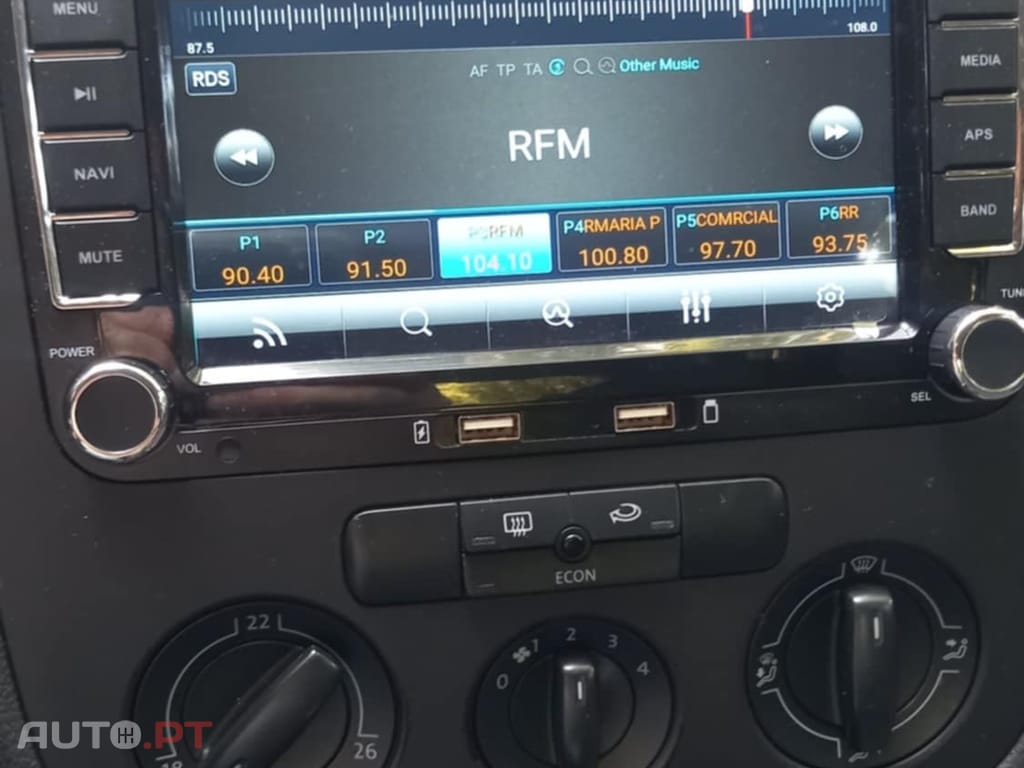 MENU
NAVI
MUTE
POWER
VOL
87.5
108.0
RDS
AF TP TA Other Music
RFM
P1
90.40
P2
91.50
P3RFM
104.10
P4RMARIA P
100.80
P5COMRCIAL
97.70
P6RR
93.75
MEDIA
APS
BAND
SEL
ECON
22
26
18
0
1
2
3
4
AUTO.PT